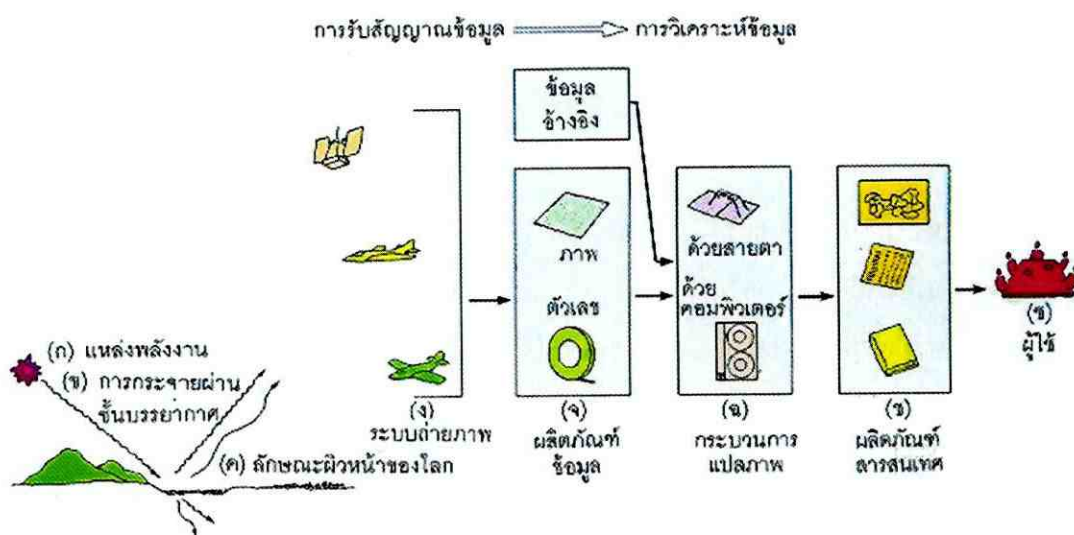 การรับสัญญาณข้อมูล การวิเคราะห์ข้อมูล
ข้อมูล
อ้างอิง
ภาพ
ตัวเลข
ด้วยสายตา
ด้วย
คอมพิวเตอร์
(ก) แหล่งพลังงาน
(ข) การกระจายผ่าน
ชั้นบรรยากาศ
(ค) ลักษณะผิวหน้าของโลก
(ง)
ระบบถ่ายภาพ
(จ)
ผลิตภัณฑ์
ข้อมูล
(ฉ)
กระบวนการ
แปลภาพ
(ช)
ผลิตภัณฑ์
สารสนเทศ
(ซ)
ผู้ใช้